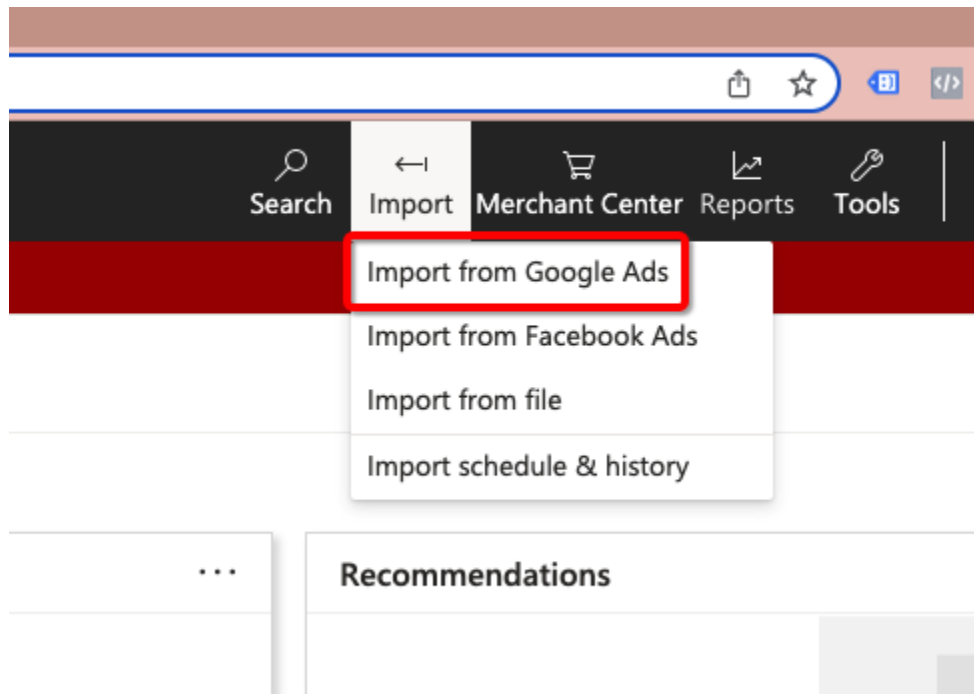 Search
Import
Merchant Center
Reports
Tools
Import from Google Ads
Import from Facebook Ads
Import from file
Import schedule & history
Recommendations